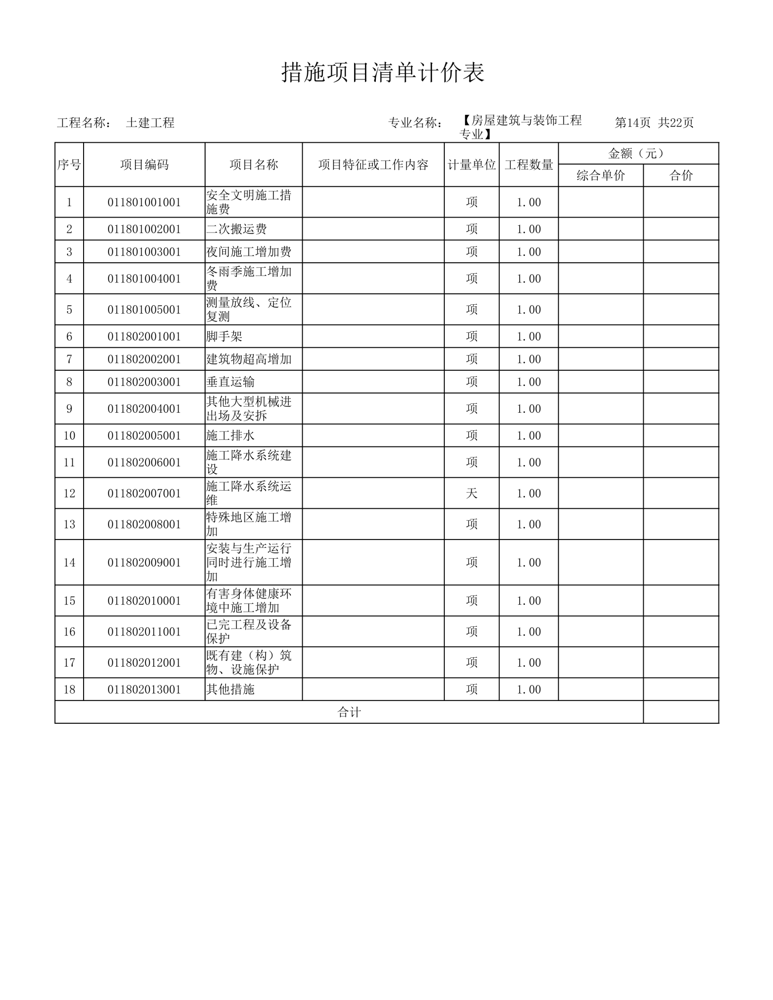 措施项目清单计价表
工程名称： 土建工程 专业名称： 【房屋建筑与装饰工程 第14页 共22页
专业】
序号 项目编码 项目名称 项目特征或工作内容 计量单位 工程数量 金额（元）
综合单价 合价
1 011801001001 安全文明施工措 项 1.00
施费
2 011801002001 二次搬运费 项 1.00
3 011801003001 夜间施工增加费 项 1.00
4 011801004001 冬雨季施工增加 项 1.00
费
5 011801005001 测量放线、定位 项 1.00
复测
6 011802001001 脚手架 项 1.00
7 011802002001 建筑物超高增加 项 1.00
8 011802003001 垂直运输 项 1.00
9 011802004001 其他大型机械进 项 1.00
出场及安拆
10 011802005001 施工排水 项 1.00
11 011802006001 施工降水系统建 项 1.00
设
12 011802007001 施工降水系统运 天 1.00
维
13 011802008001 特殊地区施工增 项 1.00
加
14 011802009001 安装与生产运行 项 1.00
同时进行施工增
加
15 011802010001 有害身体健康环 项 1.00
境中施工增加
16 011802011001 已完工程及设备 项 1.00
保护
17 011802012001 既有建（构）筑 项 1.00
物、设施保护
18 011802013001 其他措施 项 1.00
合计